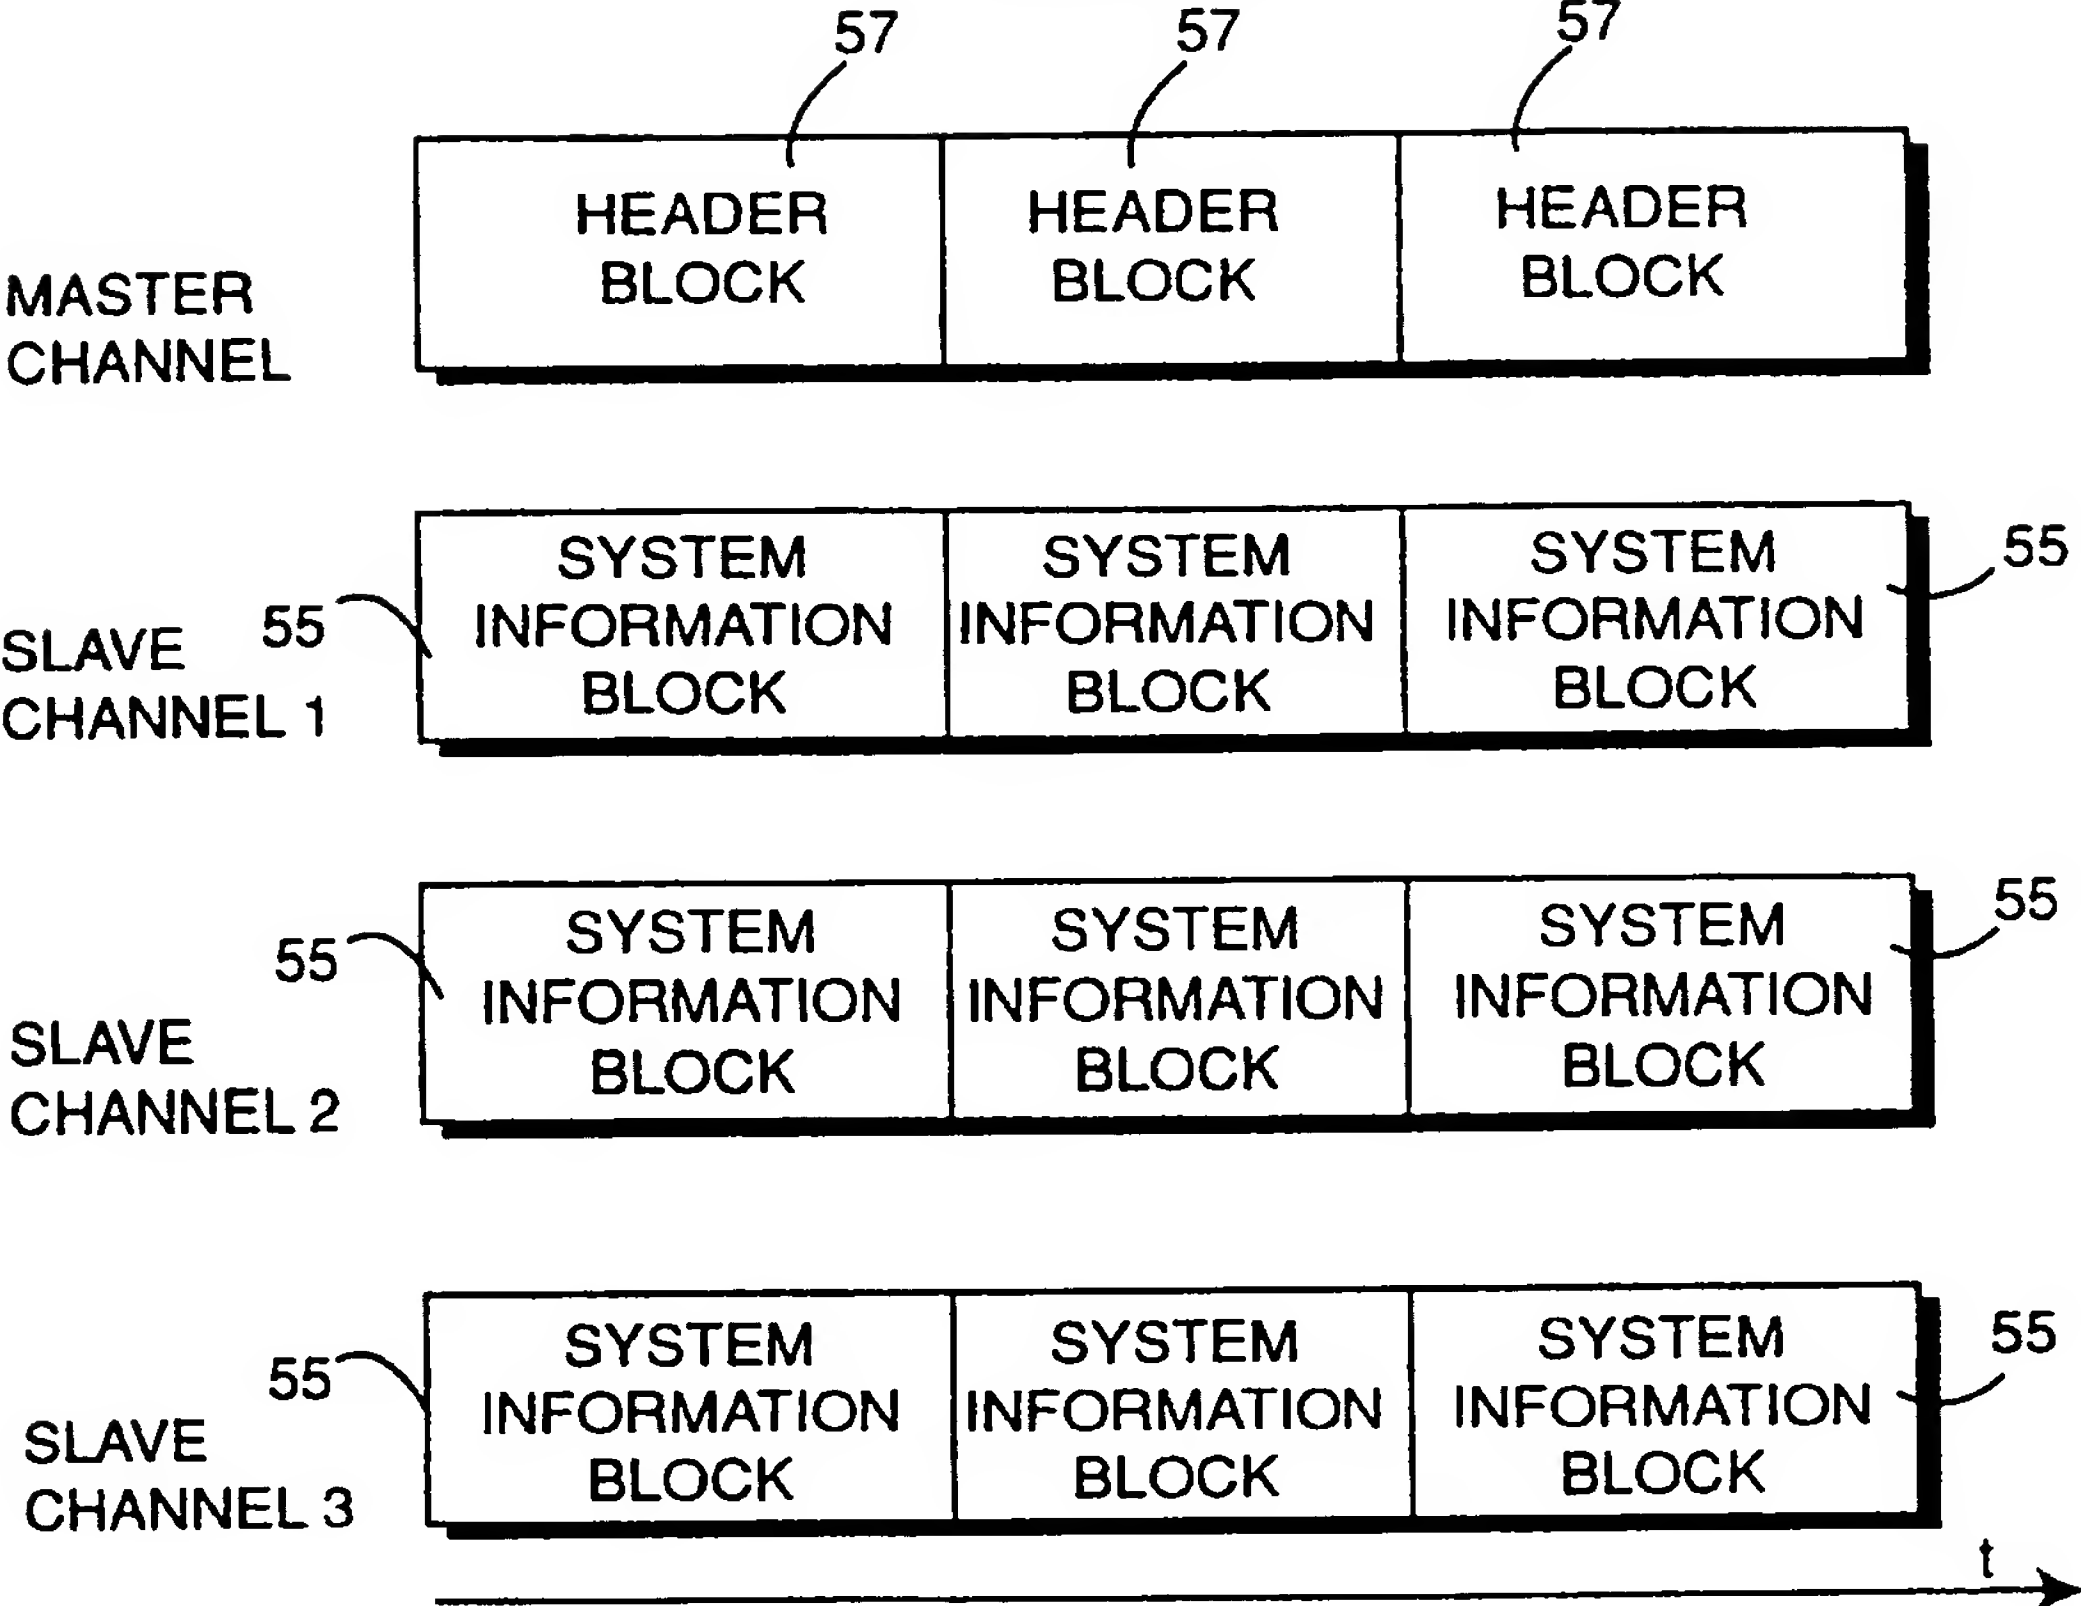 57 57 57
HEADER HEADER HEADER
BLOCK BLOCK BLOCK
MASTER
CHANNEL
SYSTEM SYSTEM SYSTEM
INFORMATION INFORMATION INFORMATION
BLOCK BLOCK BLOCK
55
55
SLAVE
CHANNEL 1
SYSTEM SYSTEM SYSTEM
INFORMATION INFORMATION INFORMATION
BLOCK BLOCK BLOCK
55
55
SLAVE
CHANNEL 2
SYSTEM SYSTEM SYSTEM
INFORMATION INFORMATION INFORMATION
BLOCK BLOCK BLOCK
55
55
SLAVE
CHANNEL 3
t